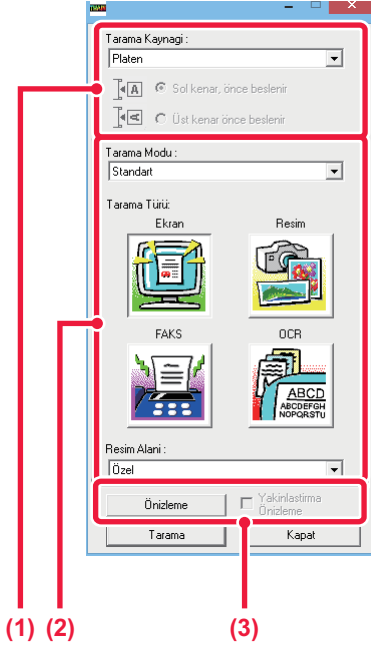 TWAIN
Tarama Kaynagi :
Platen
A
Sol kenar, önce beslenir
A
Üst kenar önce beslenir
Tarama Modu :
Standart
Tarama Türü:
Ekran Resim
FAKS OCR
ABCD
ABCDEFGH
NOPQRSTU
Resim Alani :
Özel
Önizleme Yakinlastirma
Önizleme
Tarama Kapat
(1) (2) (3)